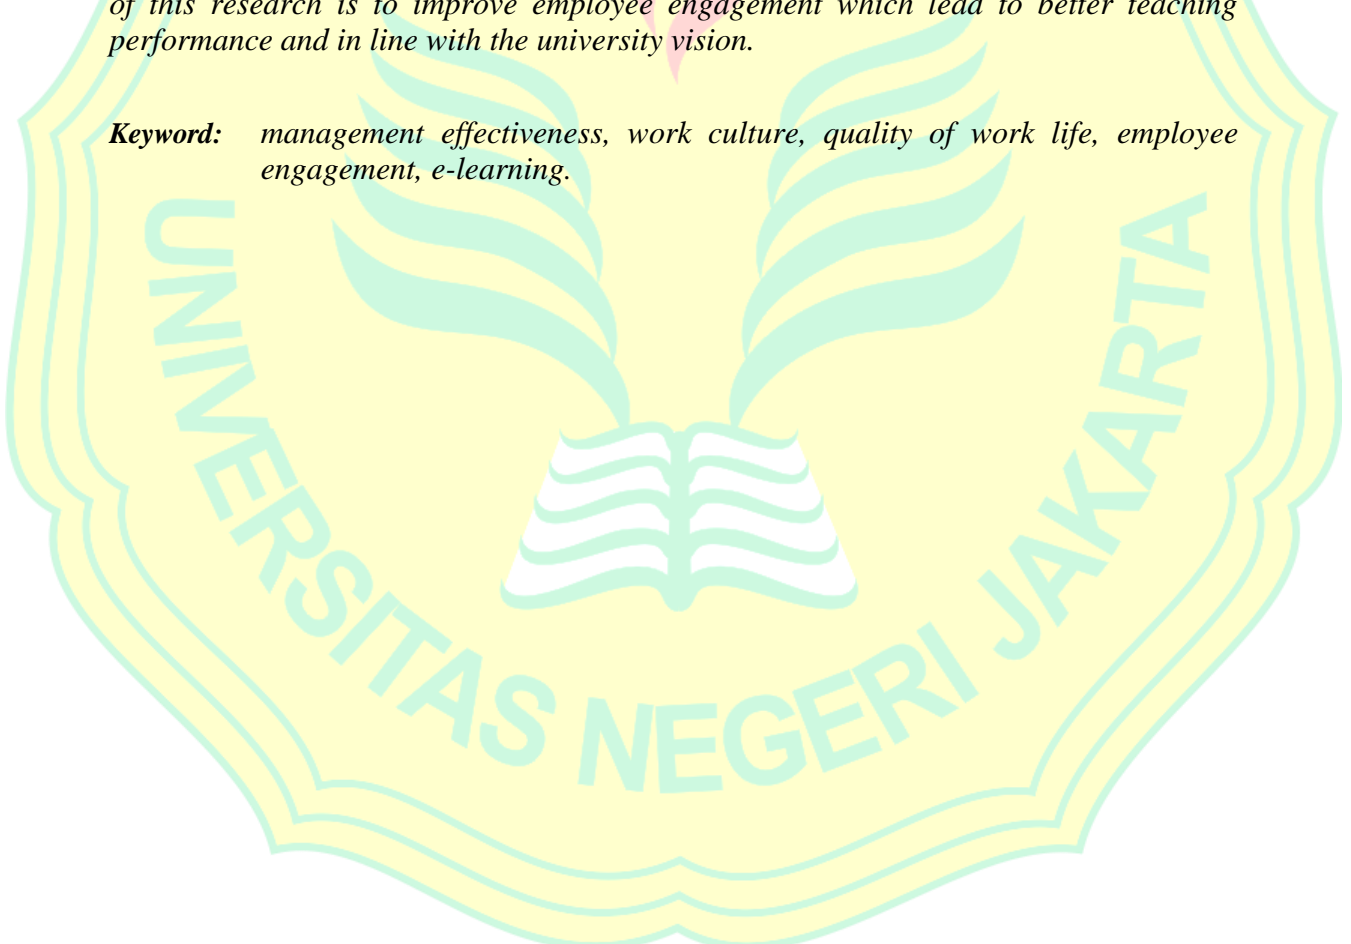 of this research is to improve employee engagement which lead to better teaching
performance and in line with the university vision.
Keyword: management effectiveness, work culture, quality of work life, employee
engagement, e-learning.
UNIVERSITAS NEGERI JAKARTA